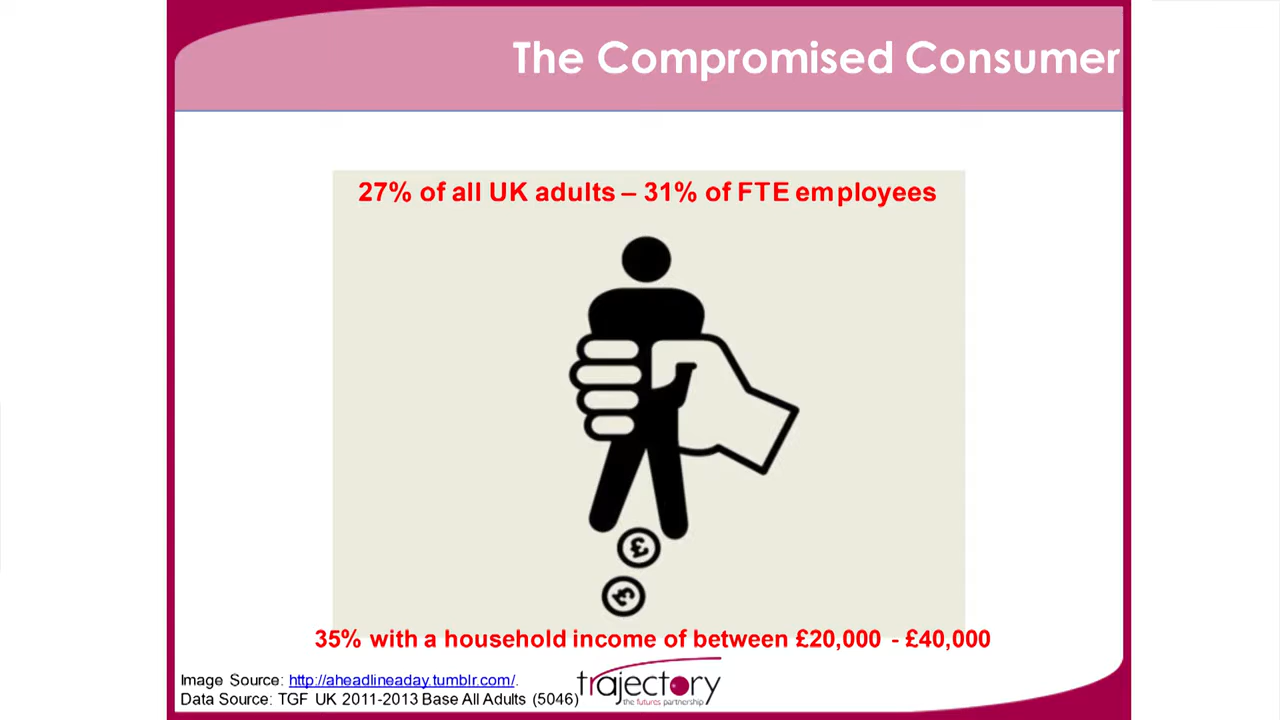 The Compromised Consumer
27% of all UK adults – 31% of FTE employees
£
£
35% with a household income of between £20,000 - £40,000
Image Source: http://aheadlineaday.tumblr.com/.
Data Source: TGF UK 2011-2013 Base All Adults (5046)
trajectory
the futures partnership